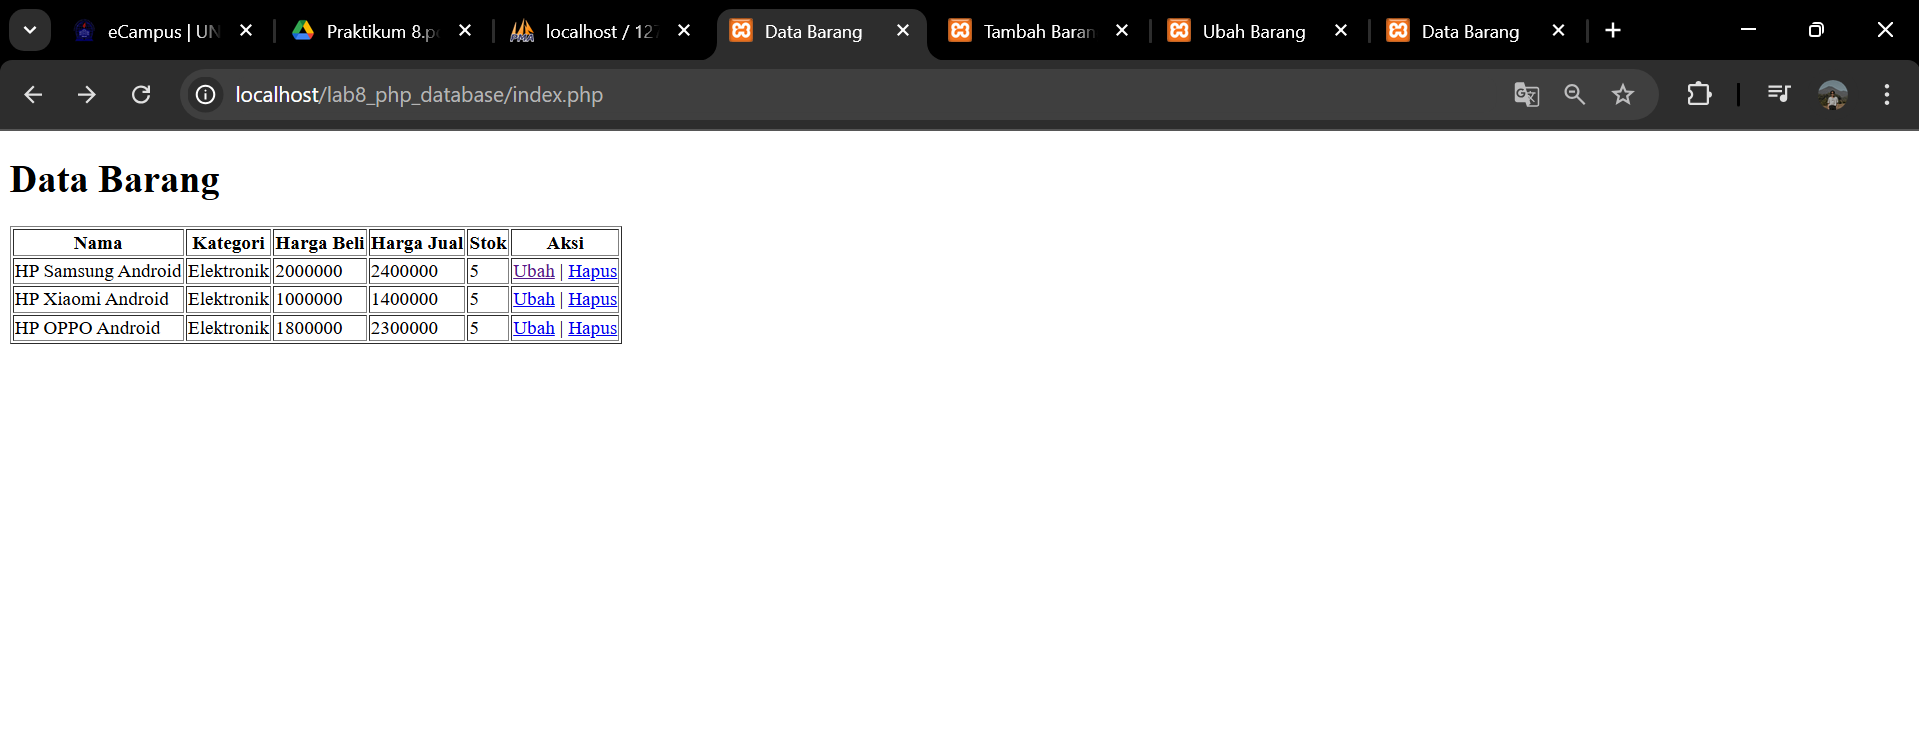 eCampus | UN
Praktikum 8.p
localhost / 127
Data Barang
Tambah Baran
Ubah Barang
Data Barang
localhost/lab8_php_database/index.php
Data Barang
Nama Kategori Harga Beli Harga Jual Stok Aksi
HP Samsung Android Elektronik 2000000 2400000 5 Ubah | Hapus
HP Xiaomi Android Elektronik 1000000 1400000 5 Ubah | Hapus
HP OPPO Android Elektronik 1800000 2300000 5 Ubah | Hapus